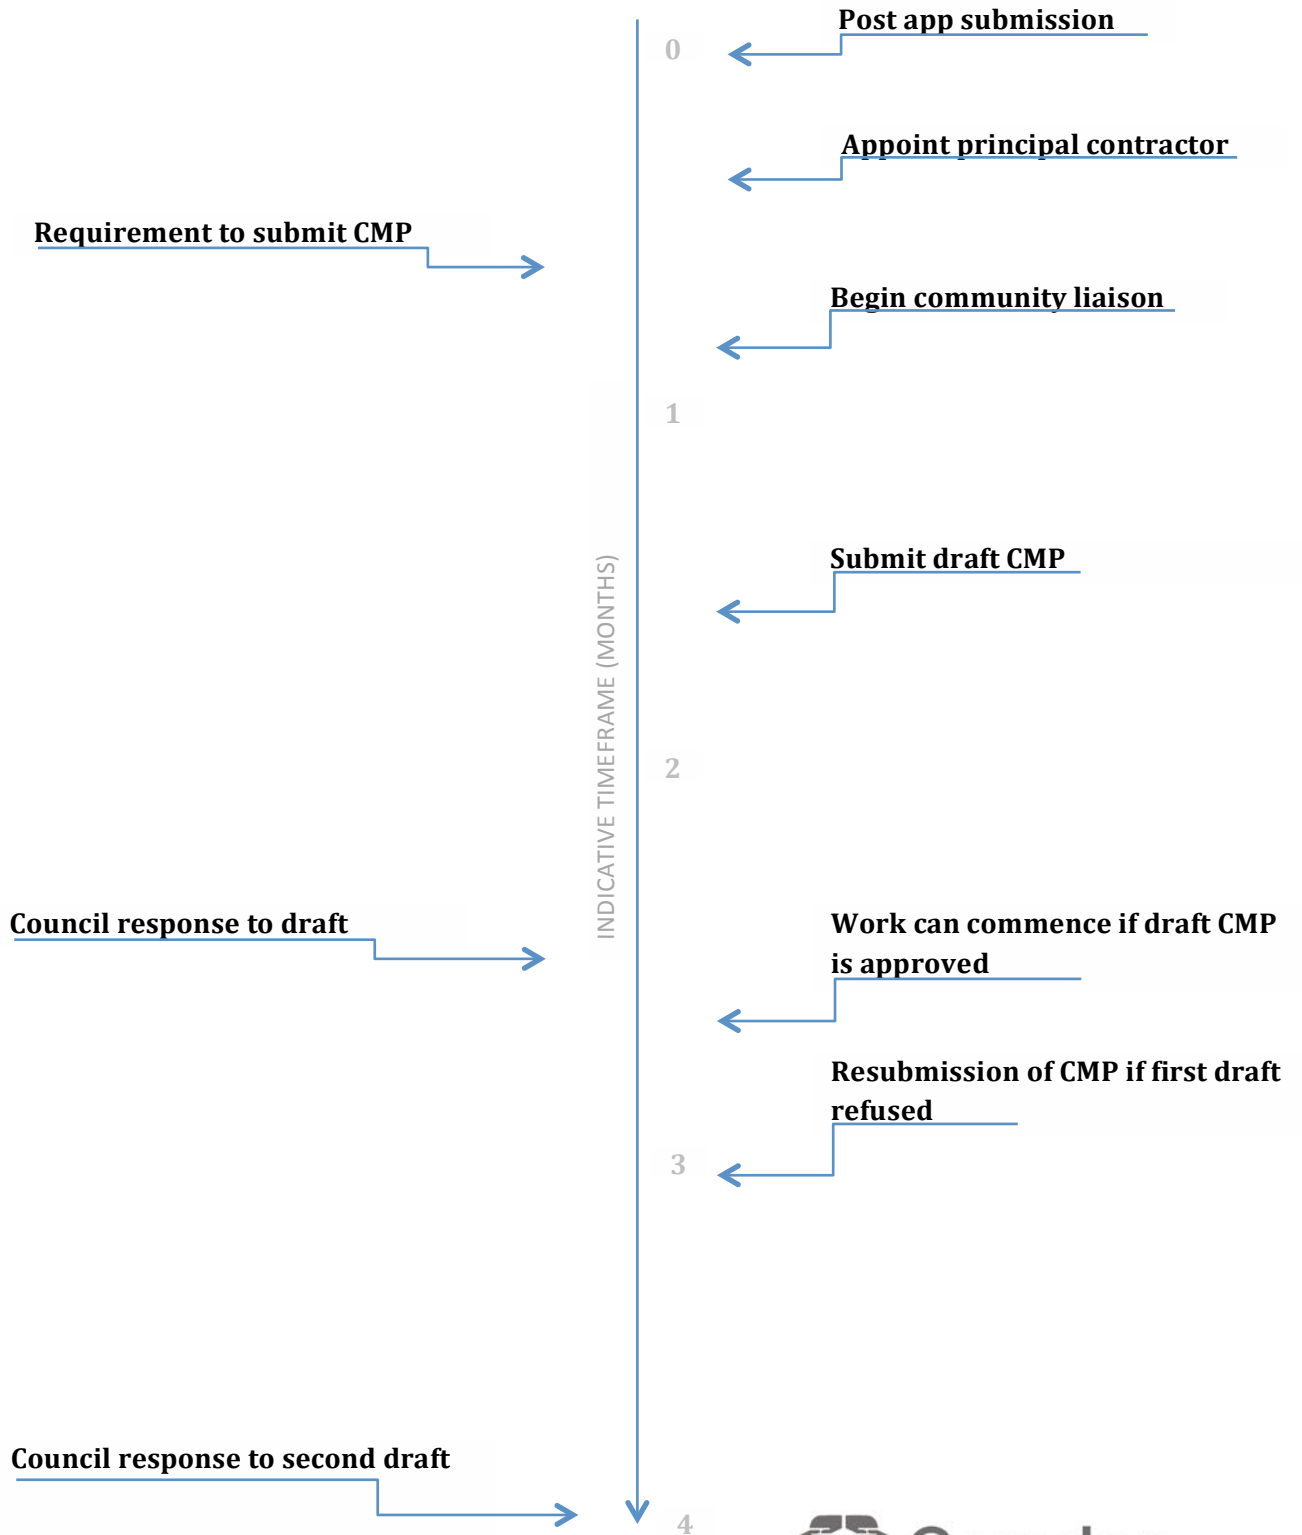 Post app submission
0
Appoint principal contractor
Requirement to submit CMP
Begin community liaison
1
Submit draft CMP
INDICATIVE TIMEFRAME (MONTHS)
2
Council response to draft
Work can commence if draft CMP
is approved
Resubmission of CMP if first draft
refused
3
Council response to second draft
4